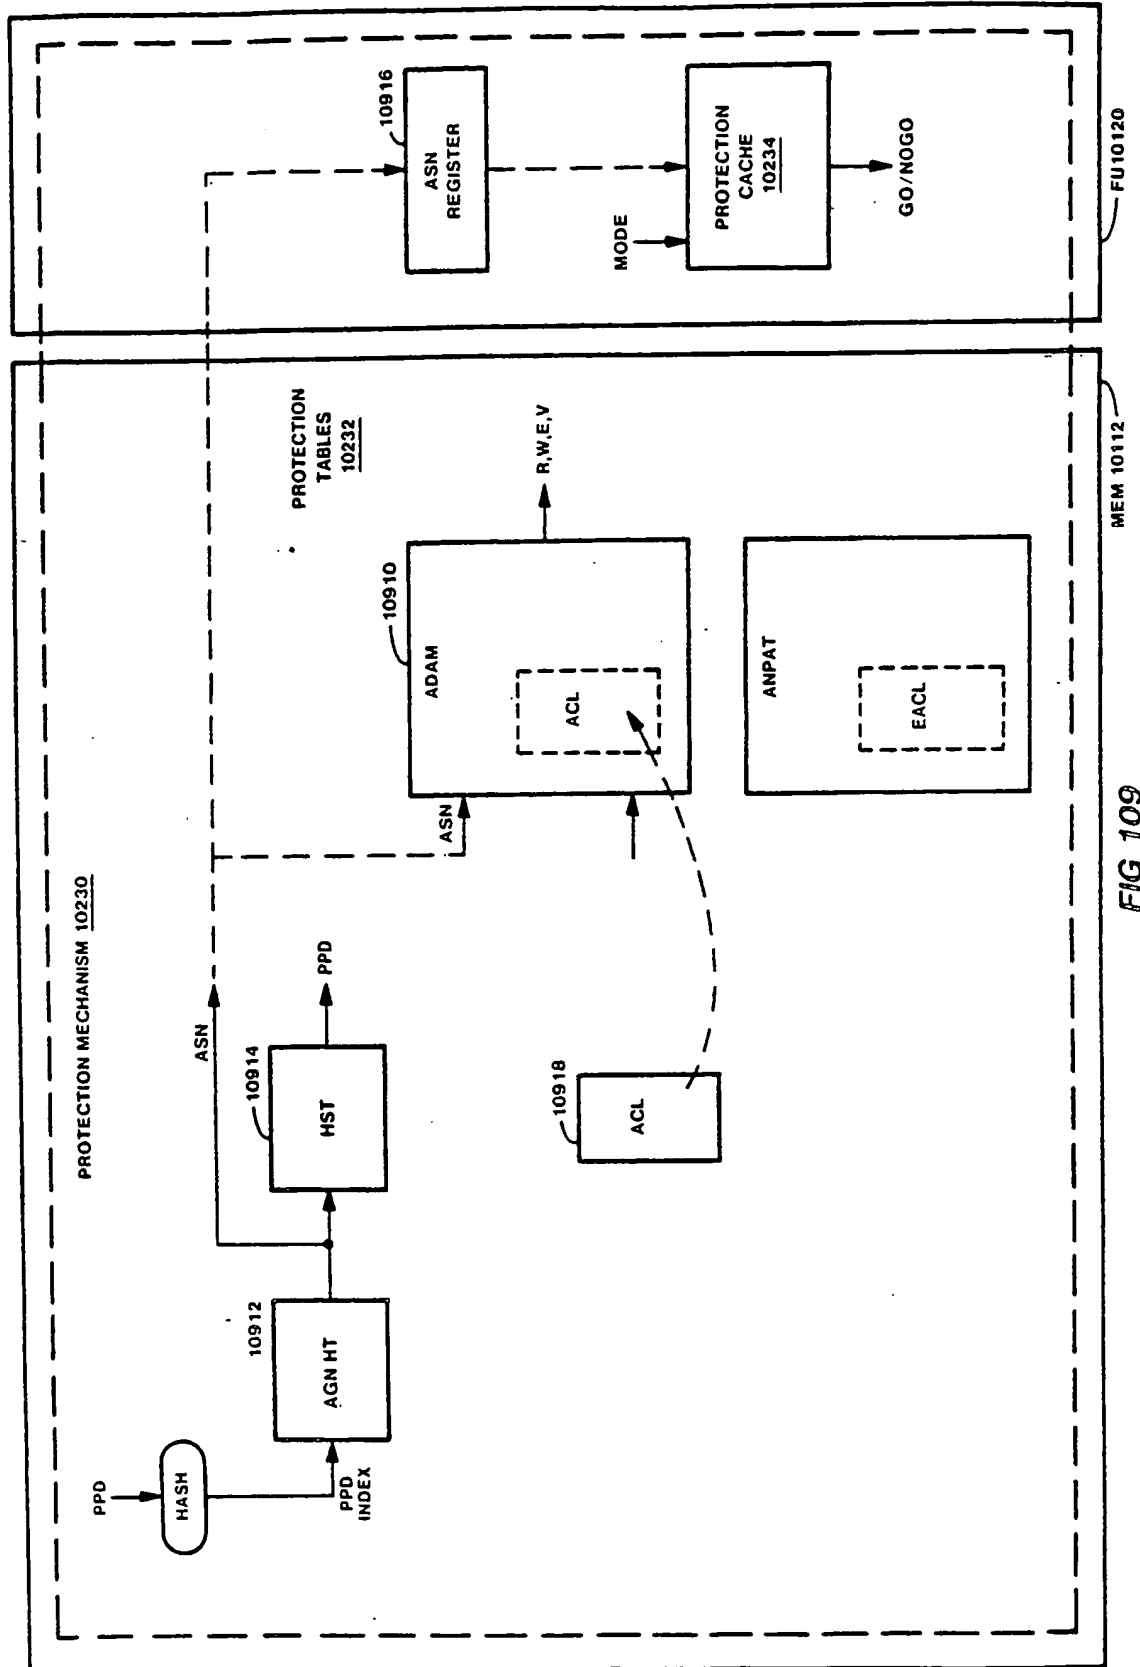 PROTECTION MECHANISM 10230
PPD
HASH
PPD
INDEX
10912
AGN HT
ASN
10914
HST
PPD
10918
ACL
ASN
10910
ADAM
ACL
R,W,E,V
ANPAT
EACL
PROTECTION
TABLES
10232
10916
ASN
REGISTER
MODE
PROTECTION
CACHE
10234
GO/NOGO
MEM 10112
FU10120
FIG 109